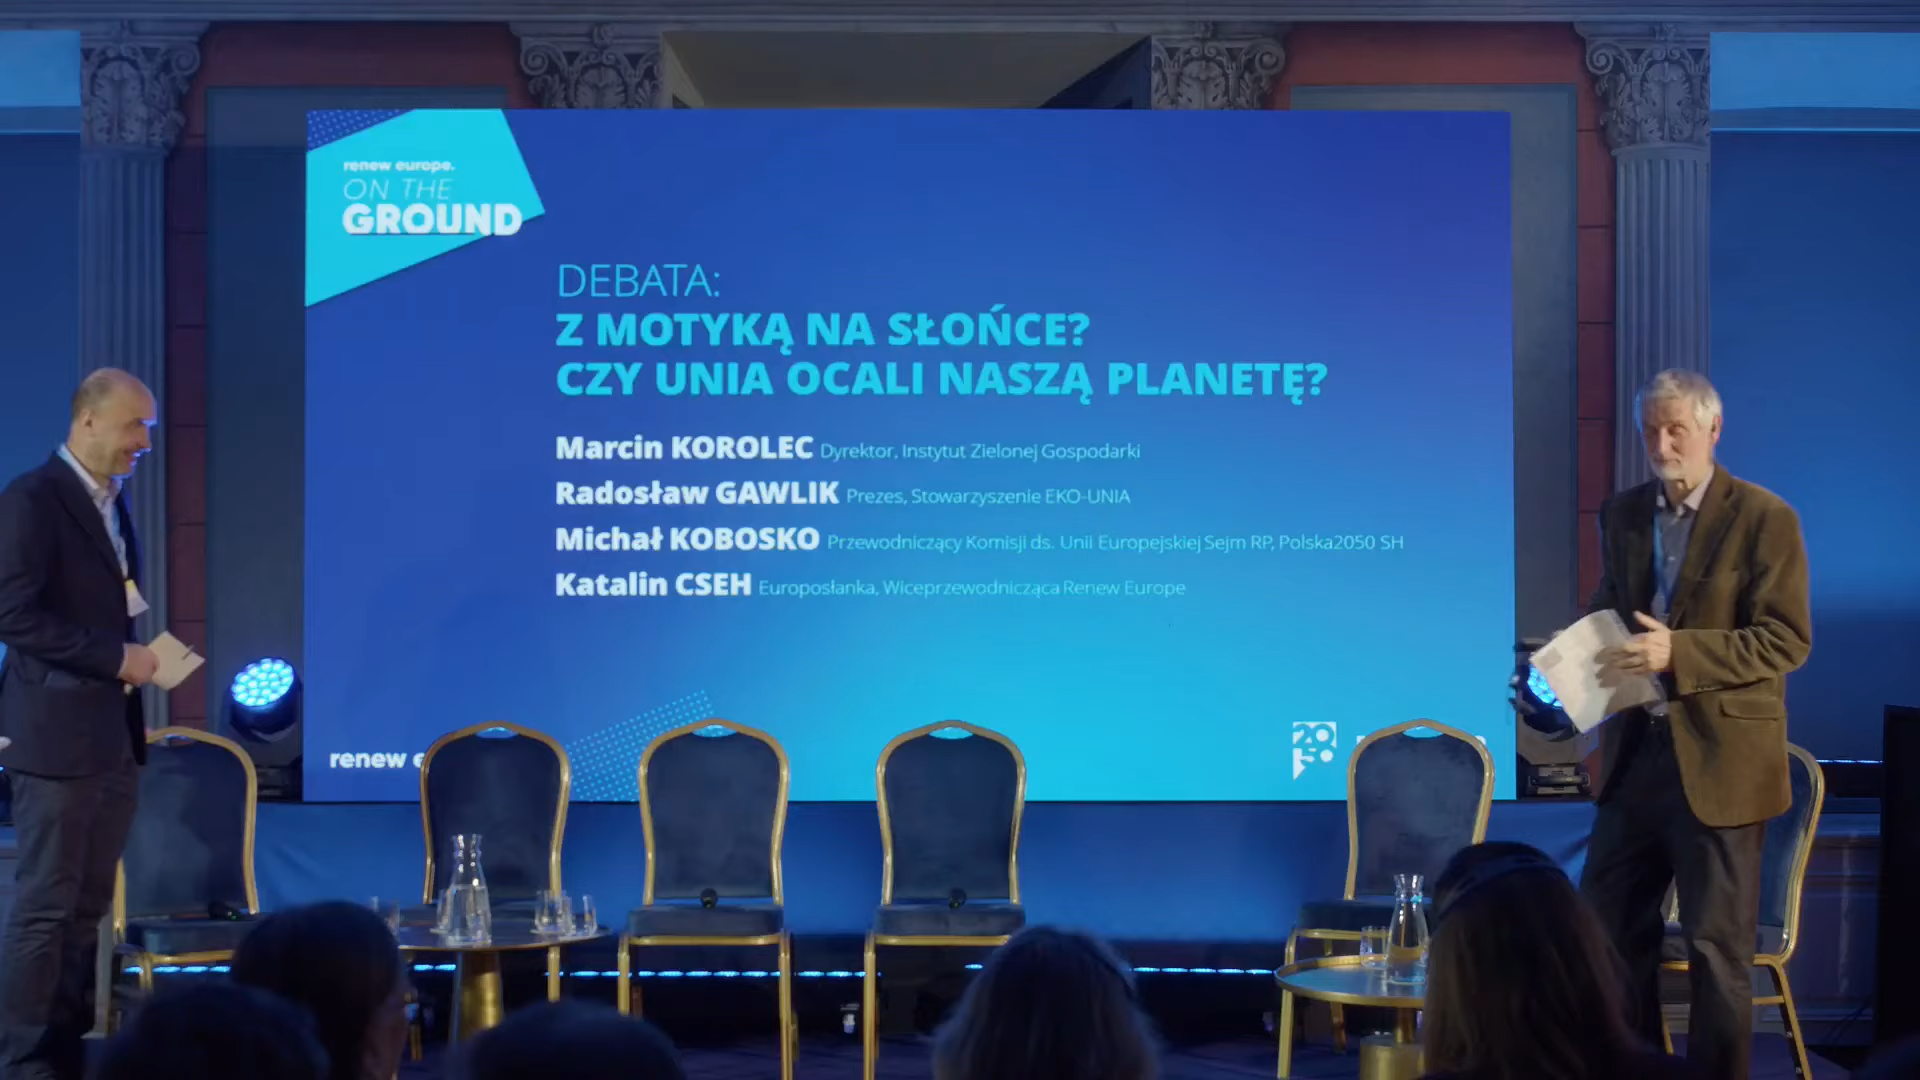 renew europe.
ON THE
GROUND
DEBATA:
Z MOTYKĄ NA SŁOŃCE?
CZY UNIA OCALI NASZĄ PLANETĘ?
Marcin KOROLEC Dyrektor, Instytut Zielonej Gospodarki
Radosław GAWLIK Prezes, Stowarzyszenie EKO-UNIA
Michał KOBOSKO Przewodniczący Komisji ds. Unii Europejskiej Sejm RP, Polska2050 SH
Katalin CSEH Europosłanka, Wiceprzewodnicząca Renew Europe
renew
2050